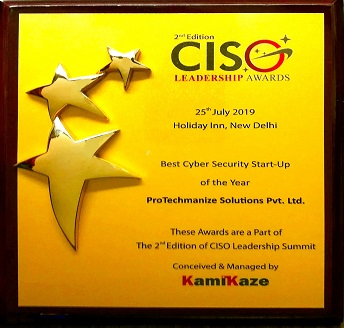 2nd Edition
CISO
LEADERSHIP AWARDS
25th July 2019
Holiday Inn, New Delhi
Best Cyber Security Start-Up
of the Year
ProTechmanize Solutions Pvt. Ltd.
These Awards are a Part of
The 2nd Edition of CISO Leadership Summit
Conceived & Managed by
KamiKaze